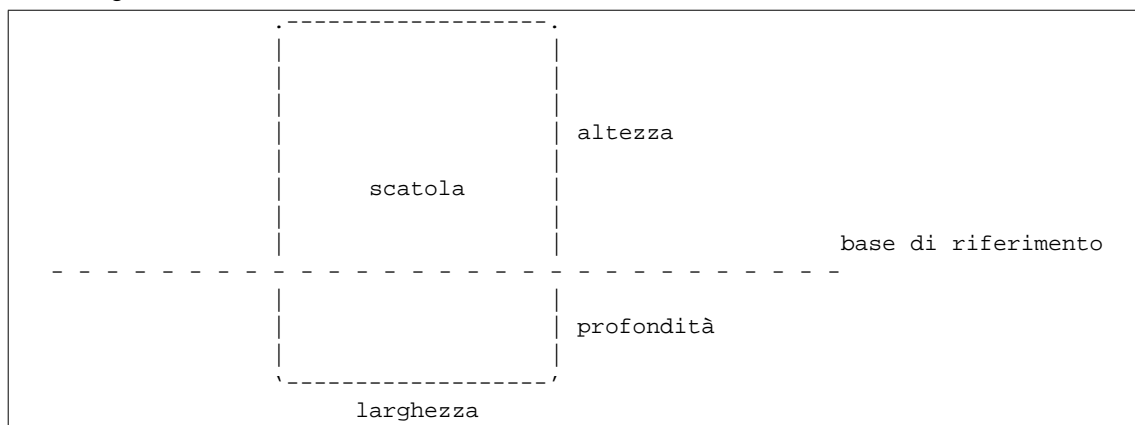 altezza
scatola
base di riferimento
profondità
larghezza